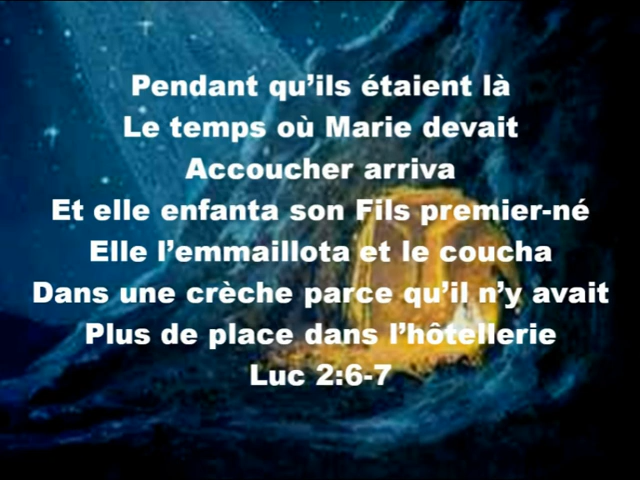 Pendant qu’ils étaient là
Le temps où Marie devait
Accoucher arriva
Et elle enfanta son Fils premier-né
Elle l’emmaillota et le coucha
Dans une crèche parce qu’il n’y avait
Plus de place dans l’hôtellerie
Luc 2:6-7